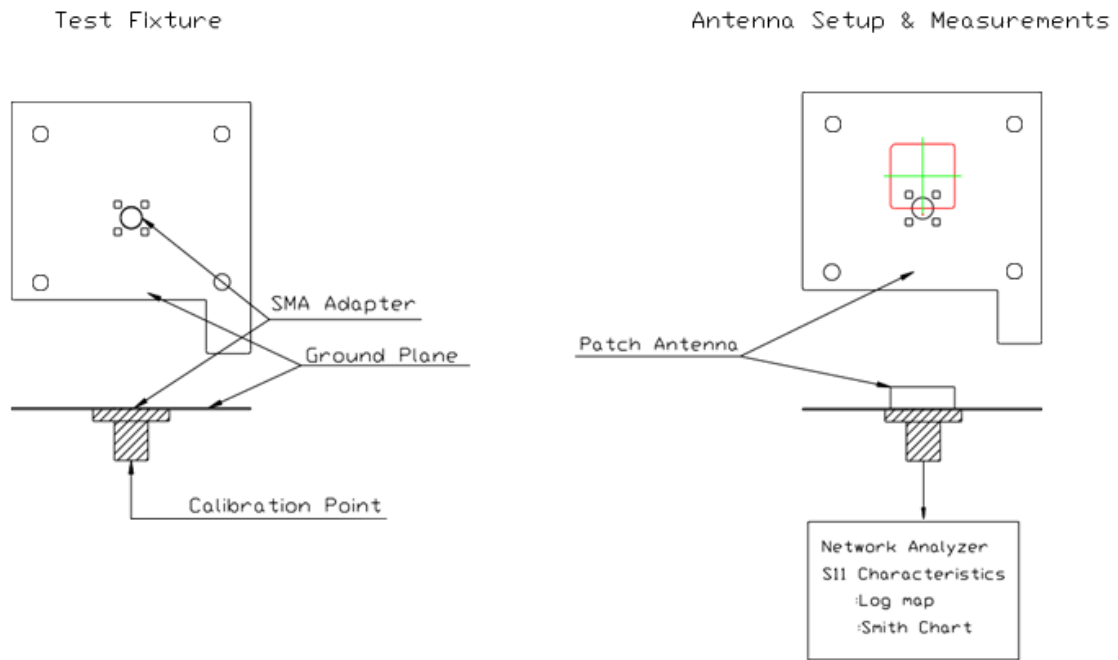 Test Fixture
Antenna Setup & Measurements
SMA Adapter
Ground Plane
Patch Antenna
Calibration Point
Network Analyzer
S11 Characteristics
:Log map
:Smith Chart